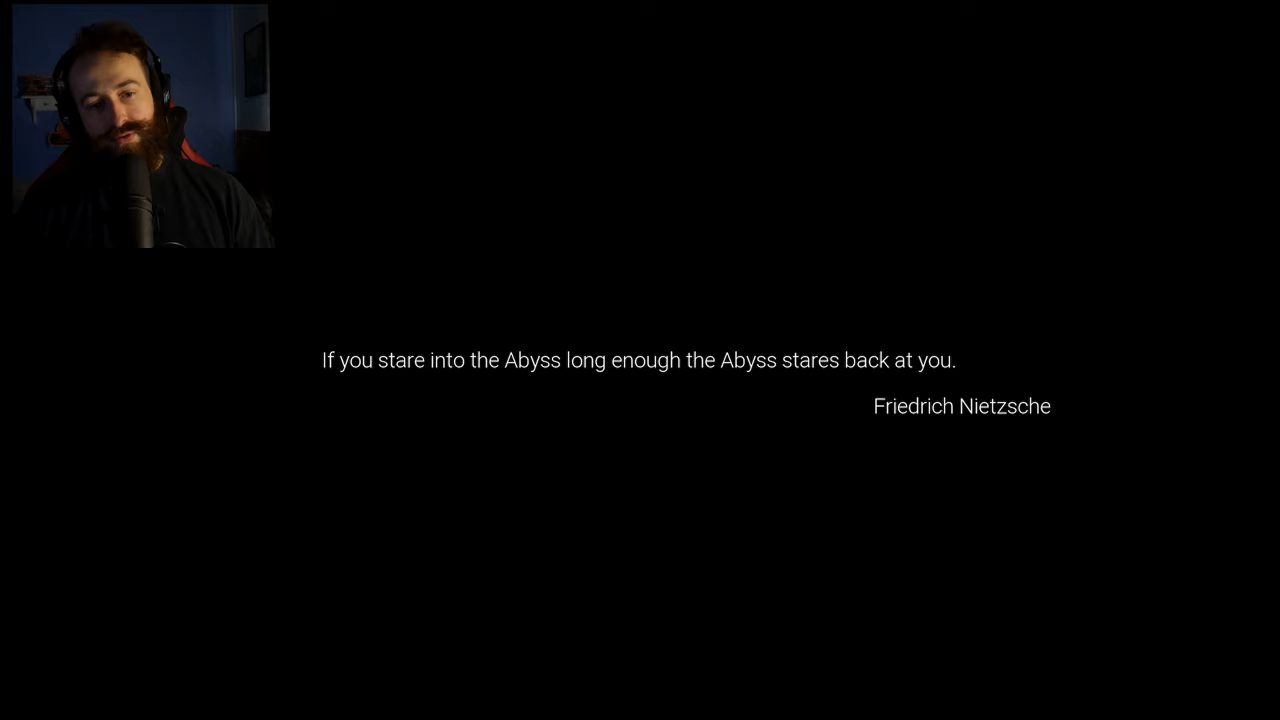 If you stare into the Abyss long enough the Abyss stares back at you.
Friedrich Nietzsche